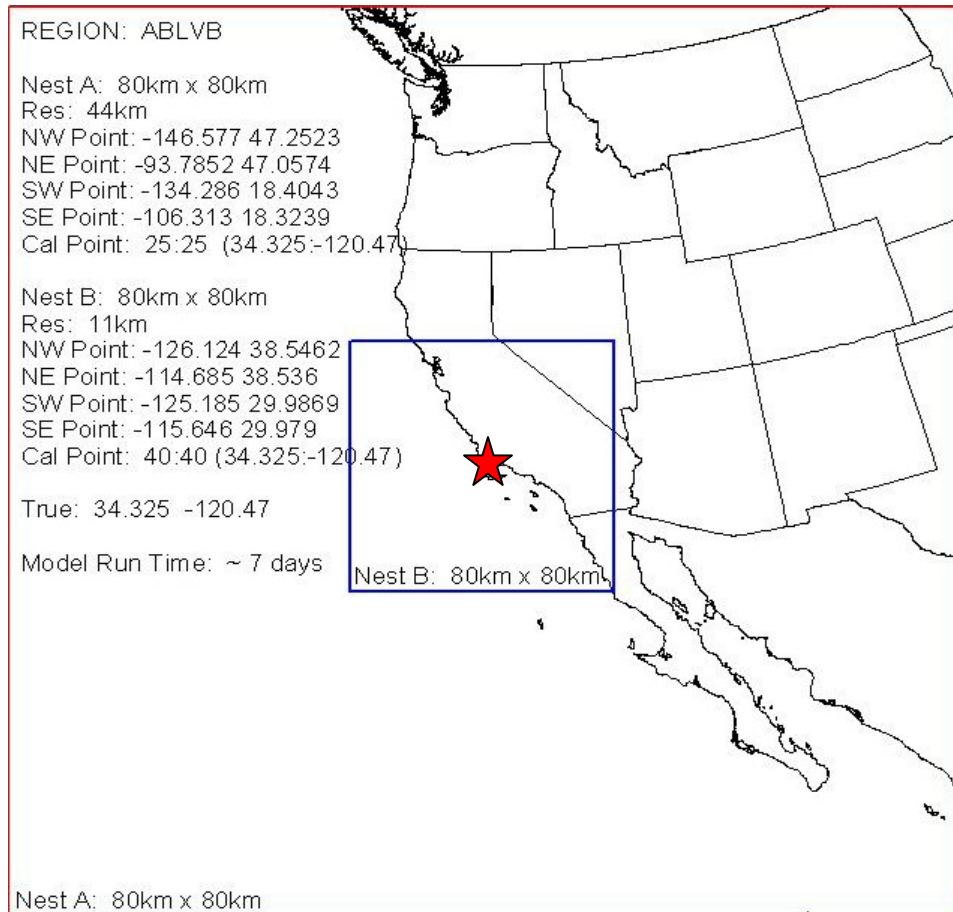 REGION: ABLVB
Nest A: 80km x 80km
Res: 44km
NW Point: -146.577 47.2523
NE Point: -93.7852 47.0574
SW Point: -134.286 18.4043
SE Point: -106.313 18.3239
Cal Point: 25:25 (34.325:-120.47)
Nest B: 80km x 80km
Res: 11km
NW Point: -126.124 38.5462
NE Point: -114.685 38.536
SW Point: -125.185 29.9869
SE Point: -115.646 29.979
Cal Point: 40:40 (34.325:-120.47)
True: 34.325 -120.47
Model Run Time: ~ 7 days
Nest B: 80km x 80km
Nest A: 80km x 80km